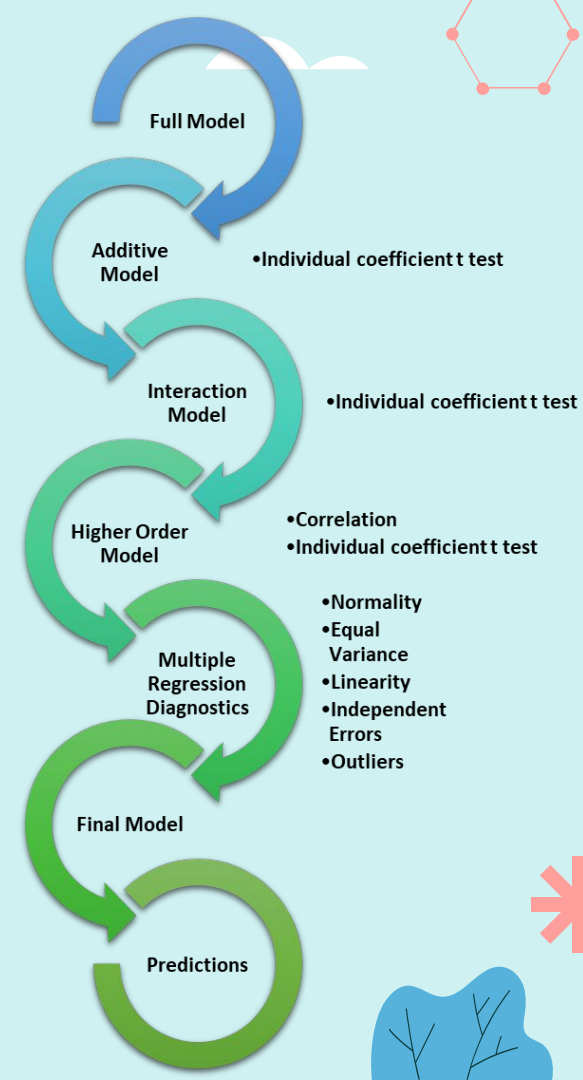 Full Model
Additive
Model
•Individual coefficient t test
Interaction
Model
•Individual coefficient t test
Higher Order
Model
•Correlation
•Individual coefficient t test
Multiple
Regression
Diagnostics
•Normality
•Equal
Variance
•Linearity
•Independent
Errors
•Outliers
Final Model
Predictions